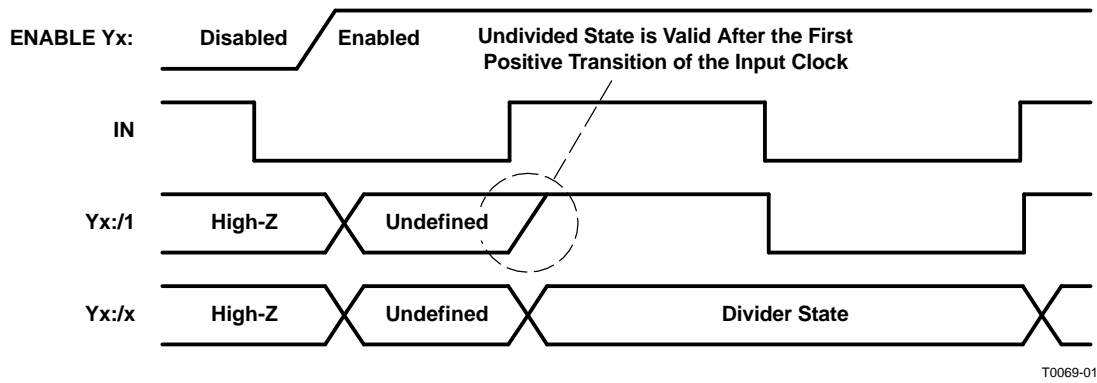 ENABLE Yx: Disabled Enabled Undivided State is Valid After the First
Positive Transition of the Input Clock
IN
Yx:/1 High-Z Undefined
Yx:/x High-Z Undefined Divider State
T0069-01